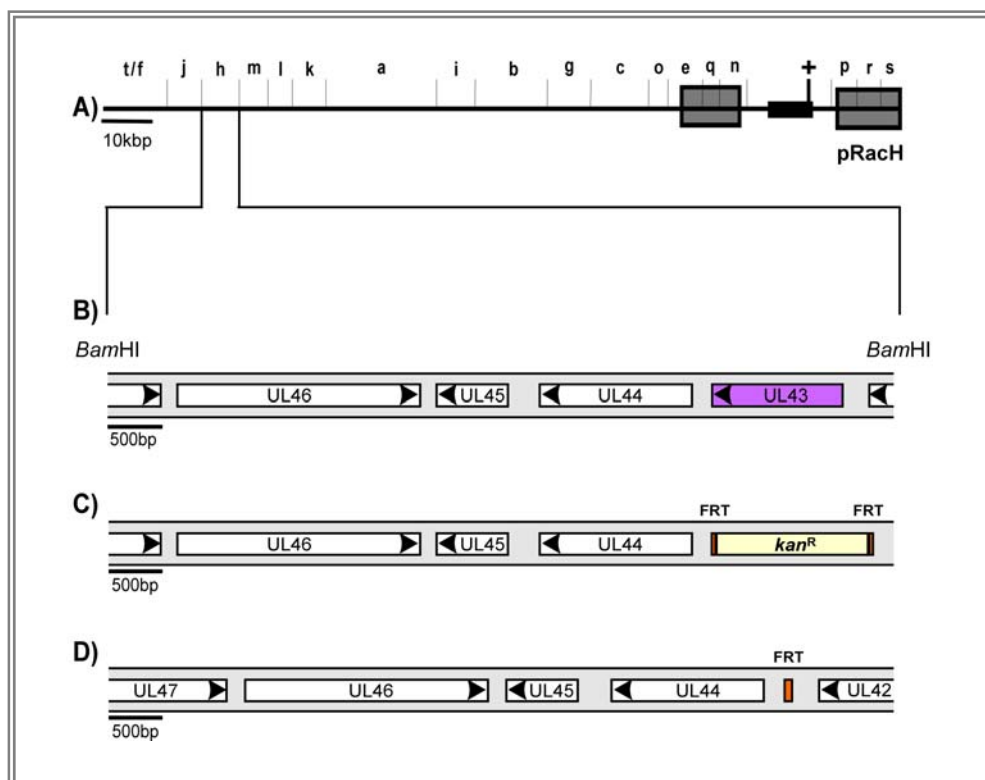 t/f j h m l k a i b g c o e q n + p r s
A)
10kbp
pRacH
B)
BamHI BamHI
UL46 UL45 UL44 UL43
500bp
C)
FRT FRT
UL46 UL45 UL44 kanR
500bp
D)
FRT
UL47 UL46 UL45 UL44 UL42
500bp